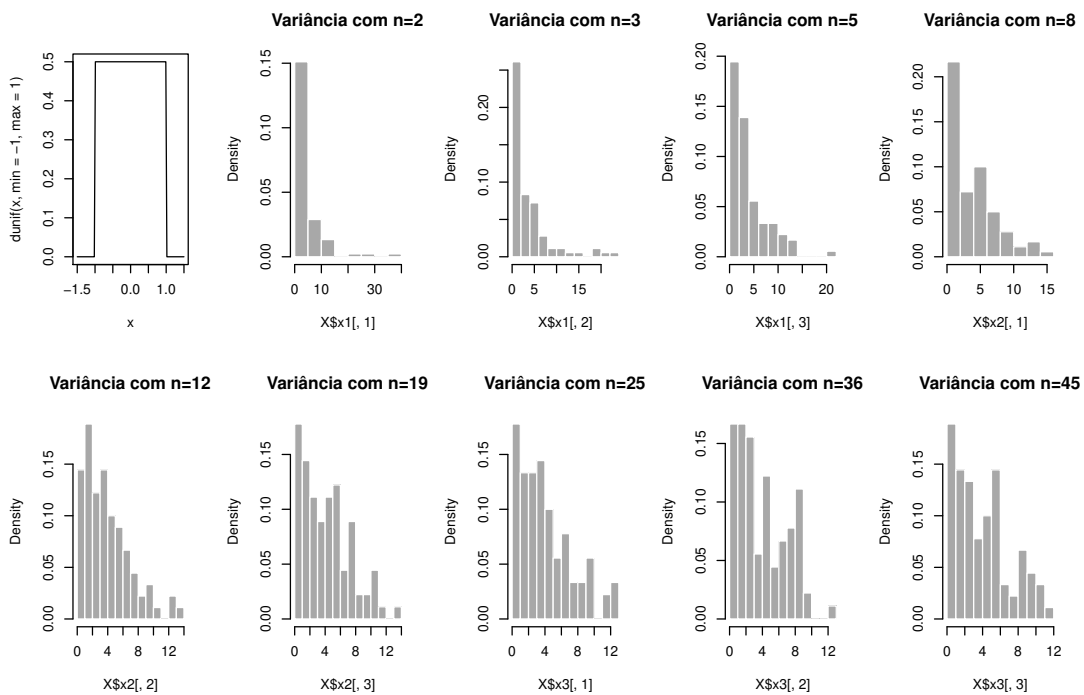 Variância com n=2
Variância com n=3
Variância com n=5
Variância com n=8
dunif(x, min = −1, max = 1)
0.0 0.1 0.2 0.3 0.4 0.5
−1.5 0.0 1.0
x
Density
0.00 0.05 0.10 0.15
0 10 30
X$x1[, 1]
Density
0.00 0.10 0.20
0 5 15
X$x1[, 2]
Density
0.00 0.05 0.10 0.15 0.20
0 5 10 20
X$x1[, 3]
Density
0.00 0.05 0.10 0.15 0.20
0 5 10 15
X$x2[, 1]
Variância com n=12
Variância com n=19
Variância com n=25
Variância com n=36
Variância com n=45
Density
0.00 0.05 0.10 0.15
0 4 8 12
X$x2[, 2]
Density
0.00 0.05 0.10 0.15
0 4 8 12
X$x2[, 3]
Density
0.00 0.05 0.10 0.15
0 4 8 12
X$x3[, 1]
Density
0.00 0.05 0.10 0.15
0 4 8 12
X$x3[, 2]
Density
0.00 0.05 0.10 0.15
0 4 8 12
X$x3[, 3]